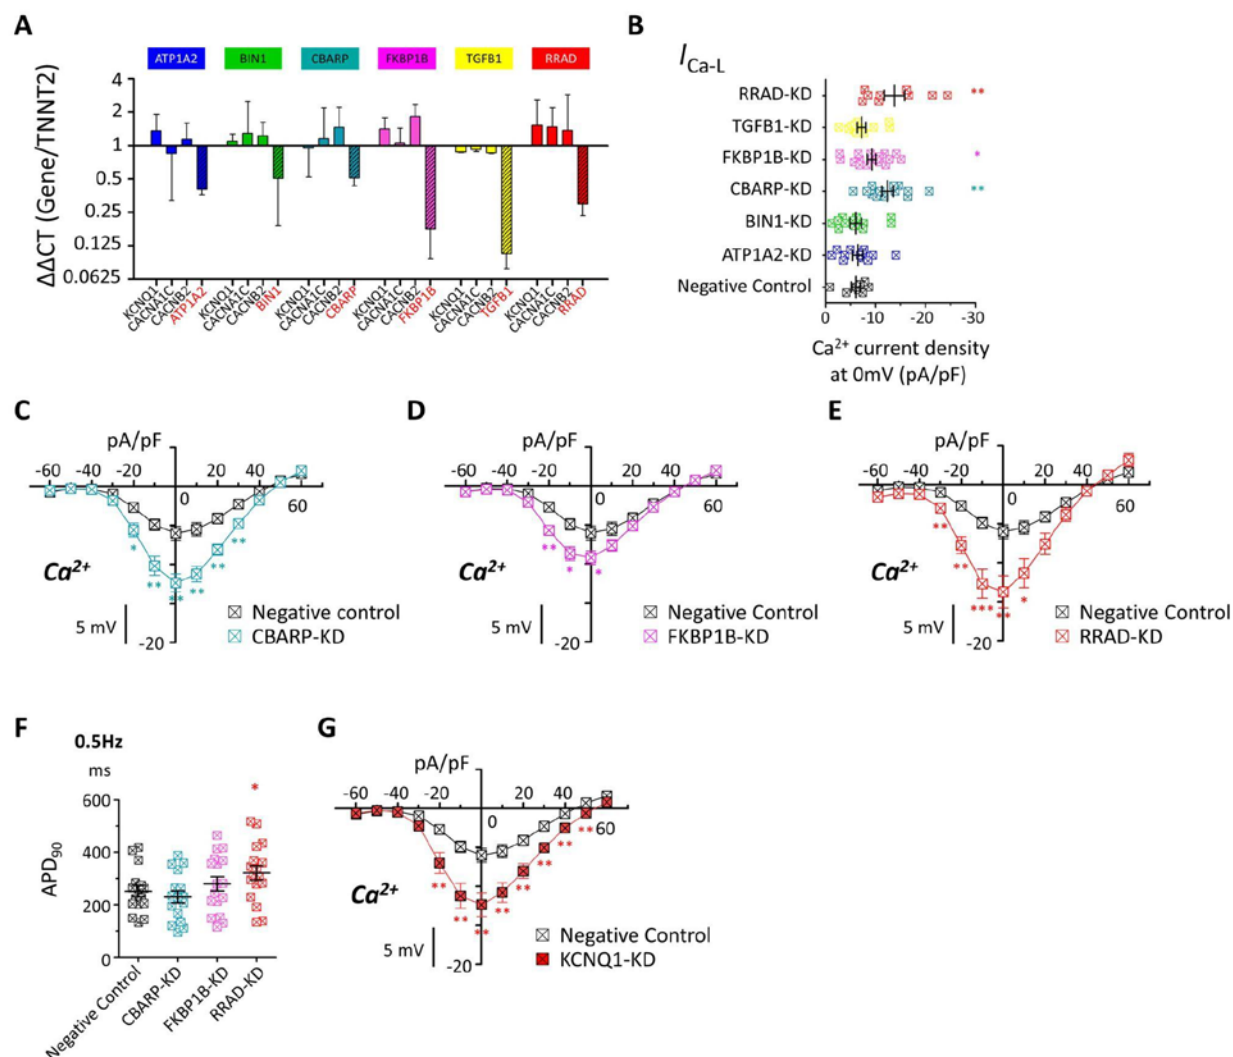 A
ATP1A2 BIN1 CBARP FKBP1B TGFB1 RRAD
ΔΔCT (Gene/TNNT2)
4
2
1
0.5
0.25
0.125
0.0625
KCNQ1 CACNA1C CACNB2 ATP1A2 KCNQ1 CACNA1C CACNB2 BIN1 KCNQ1 CACNA1C CACNB2 CBARP KCNQ1 CACNA1C CACNB2 FKBP1B KCNQ1 CACNA1C CACNB2 TGFB1 KCNQ1 CACNA1C CACNB2 RRAD
B
I Ca-L
RRAD-KD **
TGFB1-KD
FKBP1B-KD *
CBARP-KD **
BIN1-KD
ATP1A2-KD
Negative Control
0 -10 -20 -30
Ca2+ current density
at 0mV (pA/pF)
C
pA/pF
-60 -40 -20 20 40
0 60
* ** ** ** ** **
Ca2+
5 mV
-20
Negative control
CBARP-KD
D
pA/pF
-60 -40 -20 20 40
0 60
** * *
Ca2+
5 mV
-20
Negative Control
FKBP1B-KD
E
pA/pF
-60 -40 -20 20 40
0 60
** ** *** ** *
Ca2+
5 mV
-20
Negative Control
RRAD-KD
F
0.5Hz
ms
APD90
600
400
200
0
*
Negative Control CBARP-KD FKBP1B-KD RRAD-KD
G
pA/pF
-60 -40 -20 20 40
0 60
** ** ** ** ** ** ** **
Ca2+
5 mV
-20
Negative Control
KCNQ1-KD